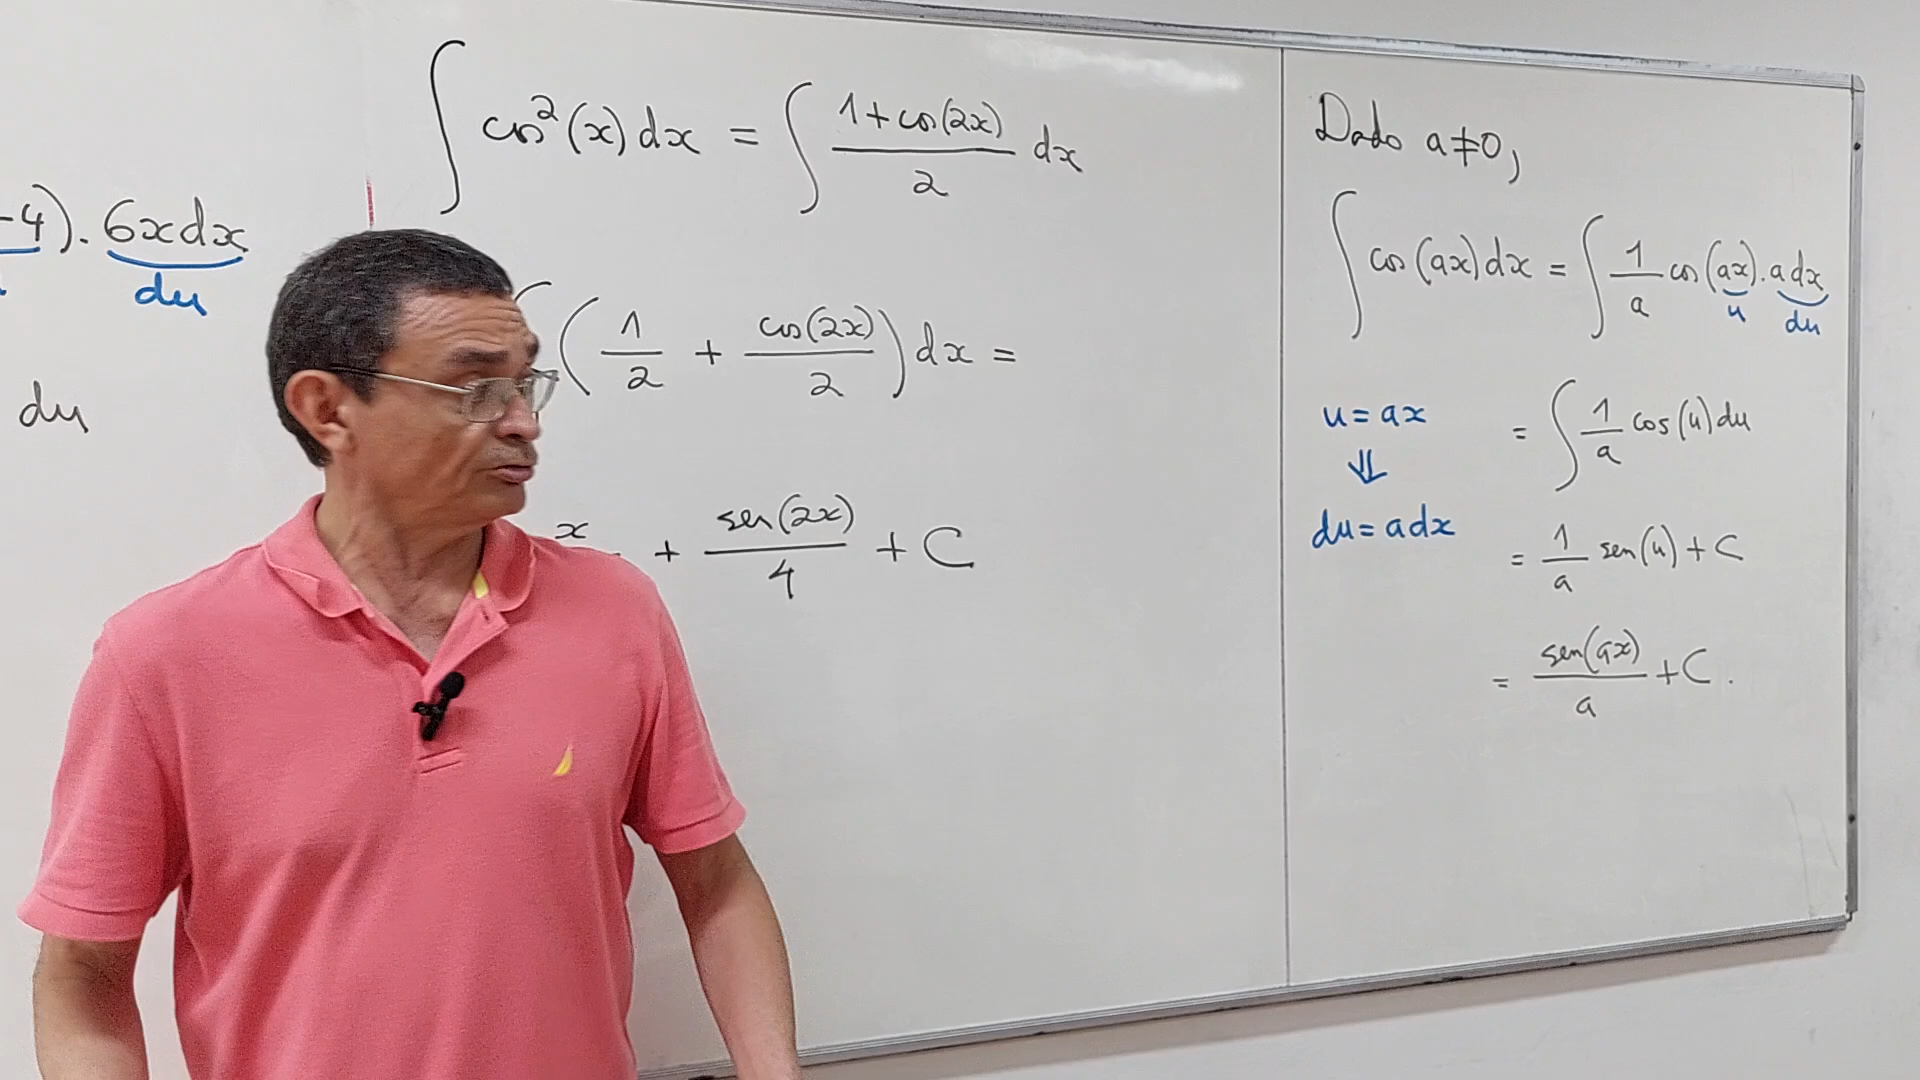 -4). 6xdx
du
du
∫ cos²(x) dx = ∫ (1+cos(2x))/2 dx
(1/2 + cos(2x)/2) dx =
x + sen(2x)/4 + C
Dado a≠0,
∫ cos(ax) dx = ∫ 1/a cos(ax). a dx
u du
u = ax
⇓
du = a dx
= ∫ 1/a cos(u) du
= 1/a sen(u) + C
= sen(ax)/a + C.